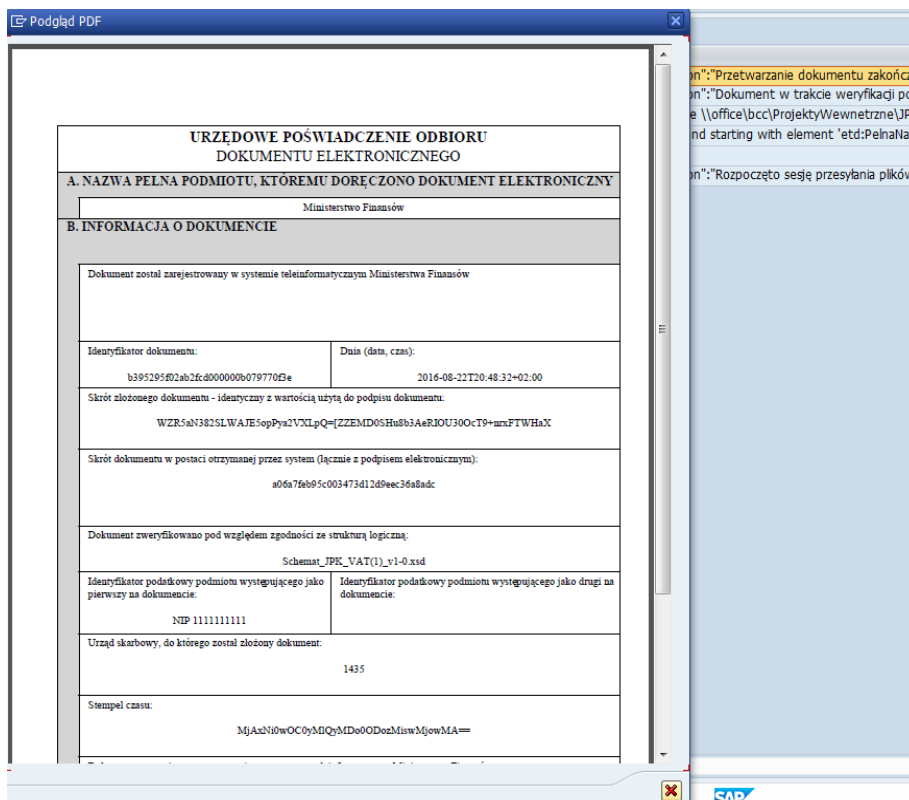 Podgląd PDF
URZĘDOWE POŚWIADCZENIE ODBIORU
DOKUMENTU ELEKTRONICZNEGO
A. NAZWA PEŁNA PODMIOTU, KTÓREMU DORĘCZONO DOKUMENT ELEKTRONICZNY
Ministerstwo Finansów
B. INFORMACJA O DOKUMENCIE
Dokument został zarejestrowany w systemie teleinformatycznym Ministerstwa Finansów
Identyfikator dokumentu:
b395295f02ab2fcd000000b079770f3e
Dnia (data, czas):
2016-08-22T20:48:32+02:00
Skrót złożonego dokumentu - identyczny z wartością użytą do podpisu dokumentu:
WZR5aN382SLWAJE5opPya2VXLpQ=[ZZEMD0SHu8b3AeRIOU30OcT9+nrxFTWHaX
Skrót dokumentu w postaci otrzymanej przez system (łącznie z podpisem elektronicznym):
a06a7feb95c003473d12d9eec36a8adc
Dokument zweryfikowano pod względem zgodności ze strukturą logiczną:
Schemat_JPK_VAT(1)_v1-0.xsd
Identyfikator podatkowy podmiotu występującego jako
pierwszy na dokumencie:
NIP 1111111111
Identyfikator podatkowy podmiotu występującego jako drugi na
dokumencie:
Urząd skarbowy, do którego został złożony dokument:
1435
Stempel czasu:
MjAxNi0wOC0yMlQyMDo0ODozMiswMjowMA==
on":"Przetwarzanie dokumentu zakończ
on":"Dokument w trakcie weryfikacji po
e \\office\bcc\ProjektyWewnetrzne\JP
nd starting with element 'etd:PelnaNa
on":"Rozpoczęto sesję przesyłania plików
SAP